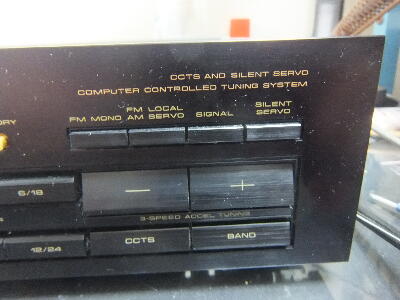 CCTS AND SILENT SERVO
COMPUTER CONTROLLED TUNING SYSTEM
FM MONO
FM LOCAL
AM SERVO
SIGNAL
SILENT
SERVO
6/18
— +
3-SPEED ACCEL TUNING
12/24
CCTS
BAND